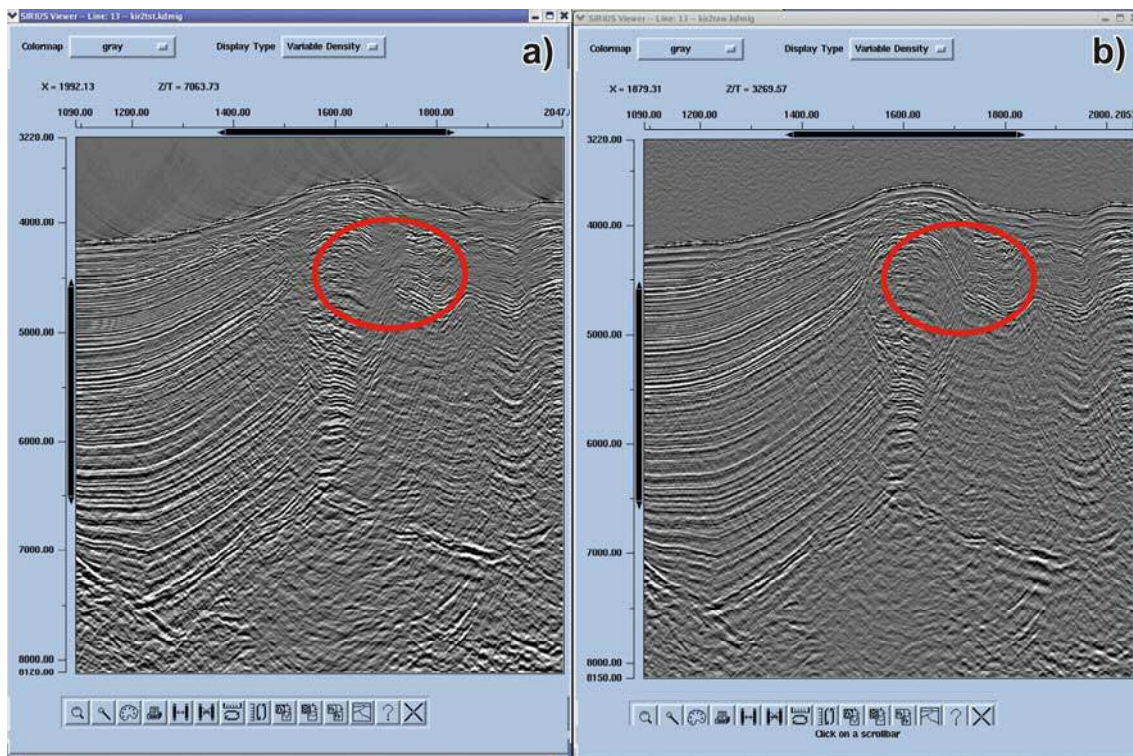 SIRIUS Viewer -- Line: 13 -- kir2tst.kdmig
Colormap gray Display Type Variable Density a)
X = 1992.13 Z/T = 7063.73
1090.00 1200.00 1400.00 1600.00 1800.00 2047.
3220.00
4000.00
5000.00
6000.00
7000.00
8000.00
8120.00
SIRIUS Viewer -- Line: 13 -- kir2raw.kdmig
Colormap gray Display Type Variable Density b)
X = 1879.31 Z/T = 3269.57
1090.00 1200.00 1400.00 1600.00 1800.00 2000. 205
3220.00
4000.00
5000.00
6000.00
7000.00
8000.00
8150.00
Click on a scrollbar